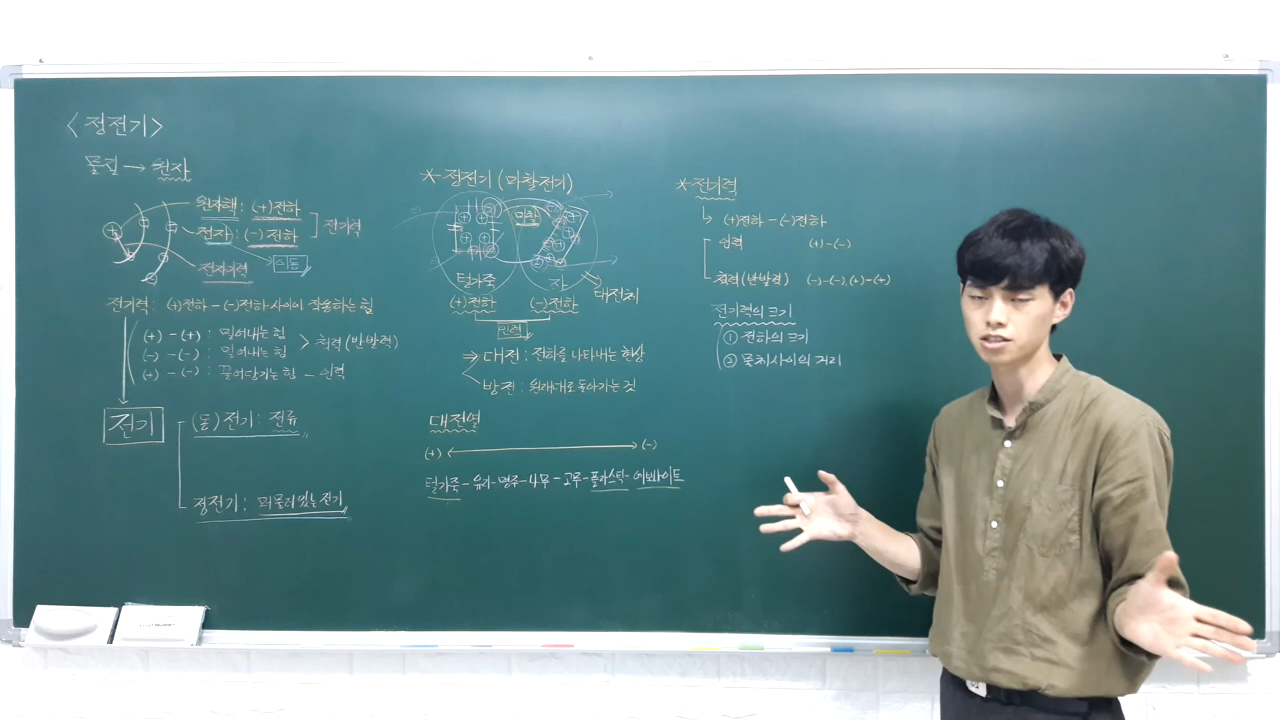 <정전기>
물질 → 원자
원자핵 : (+)전하
전자 : (-)전하
전기력
이동
전자기력
전기력 : (+)전하 - (-)전하 사이에 작용하는 힘
(+) - (+) : 밀어내는 힘
(-) - (-) : 밀어내는 힘
> 척력(반발력)
(+) - (-) : 끌어당기는 힘 - 인력
전기
(동)전기 : 전류
정전기 : 머물러있는 전기
* - 정전기 (마찰전기)
마찰
털가죽 자
(+)전하 (-)전하
대전체
인력
⇒ 대전 : 전하를 나타내는 현상
방전 : 원래대로 돌아가는 것
대전열
(+) ↔ (-)
털가죽 - 유리 - 명주 - 나무 - 고무 - 플라스틱 - 에보나이트
* - 전기력
↳ (+)전하 - (-)전하
인력 (+)-(-)
척력(반발력) (-)-(-), (+)-(+)
전기력의 크기
① 전하의 크기
② 물체사이의 거리